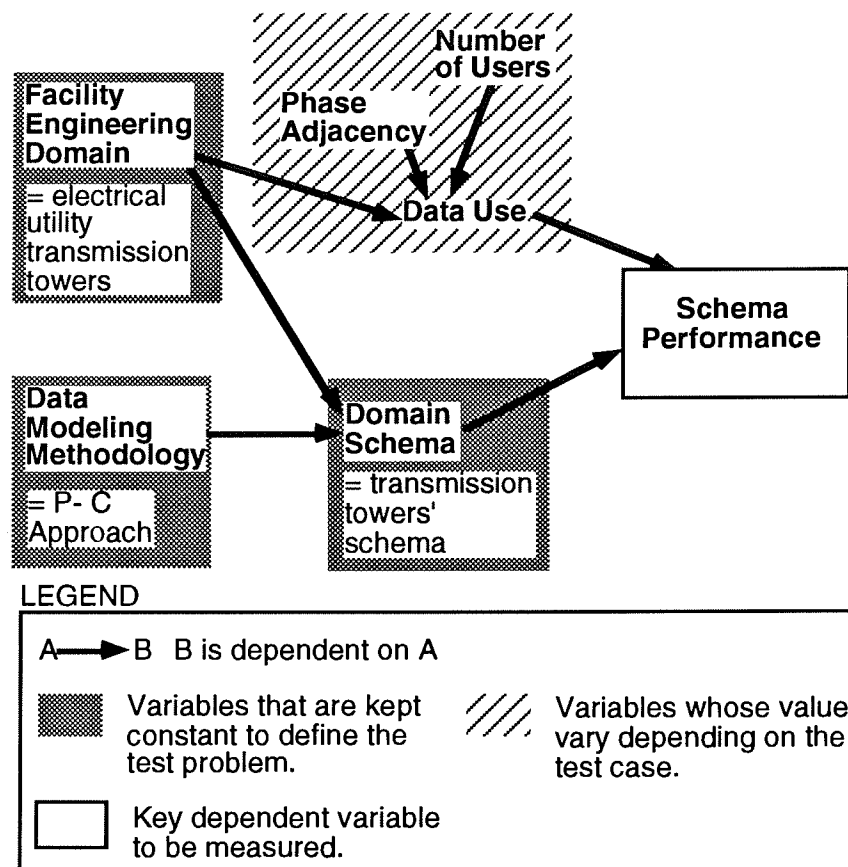 Number
of Users
Phase
Adjacency
Data Use
Facility
Engineering
Domain
= electrical
utility
transmission
towers
Schema
Performance
Data
Modeling
Methodology
= P- C
Approach
Domain
Schema
= transmission
towers'
schema
LEGEND
A B B is dependent on A
Variables that are kept
constant to define the
test problem.
Variables whose value
vary depending on the
test case.
Key dependent variable
to be measured.